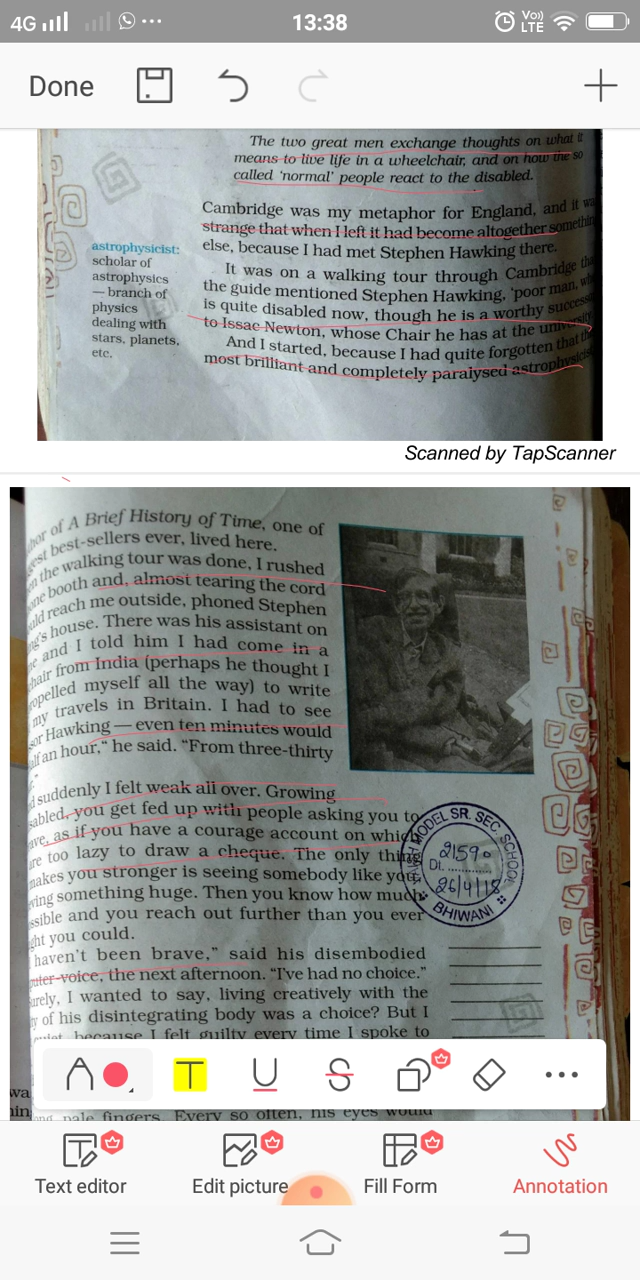 4G
13:38
Vo)
LTE
Done
The two great men exchange thoughts on what it
means to live life in a wheelchair, and on how the so
called 'normal' people react to the disabled.
Cambridge was my metaphor for England, and it
strange that when I left it had become altogether
else, because I had met Stephen Hawking there.
It was on a walking tour through Cambridge
the guide mentioned Stephen Hawking, 'poor man,
is quite disabled now, though he is a worthy
to Issac Newton, whose Chair he has at the
And I started, because I had quite forgotten that
most brilliant and completely paralysed
astrophysicist:
scholar of
astrophysics
— branch of
physics
dealing with
stars, planets,
etc.
Scanned by TapScanner
of A Brief History of Time, one of
best-sellers ever, lived here.
the walking tour was done, I rushed
booth and, almost tearing the cord
reach me outside, phoned Stephen
house. There was his assistant on
and I told him I had come in a
from India (perhaps he thought I
myself all the way) to write
my travels in Britain. I had to see
Hawking — even ten minutes would
an hour," he said. "From three-thirty
suddenly I felt weak all over. Growing
you get fed up with people asking you to
as if you have a courage account on which
are too lazy to draw a cheque. The only thing
makes you stronger is seeing somebody like you,
something huge. Then you know how much
and you reach out further than you ever
you could.
haven't been brave," said his disembodied
the next afternoon. "I've had no choice."
I wanted to say, living creatively with the
of his disintegrating body was a choice? But I
because I felt guilty every time I spoke to
MODEL SR. SEC. SCHOOL
2159
Dt.
26/4/18
BHIWANI
T
U
S
pale fingers. Every so often, his eyes would
Text editor
Edit picture
Fill Form
Annotation